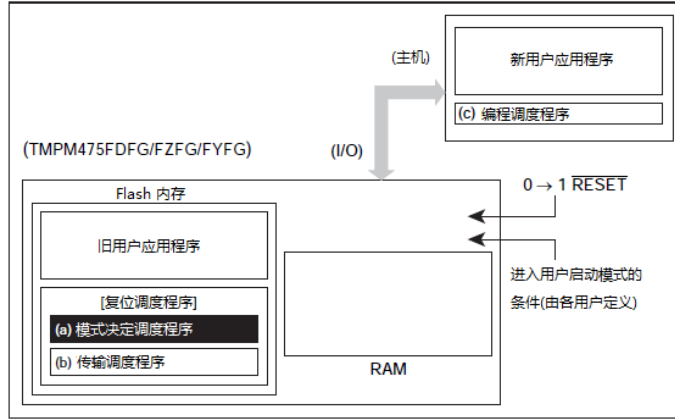 (主机)
新用户应用程序
(c) 编程调度程序
(TMPM475FDFG/FZFG/FYFG)
(I/O)
0 → 1 RESET
Flash 内存
旧用户应用程序
[复位调度程序]
(a) 模式决定调度程序
(b) 传输调度程序
RAM
进入用户启动模式的
条件(由各用户定义)